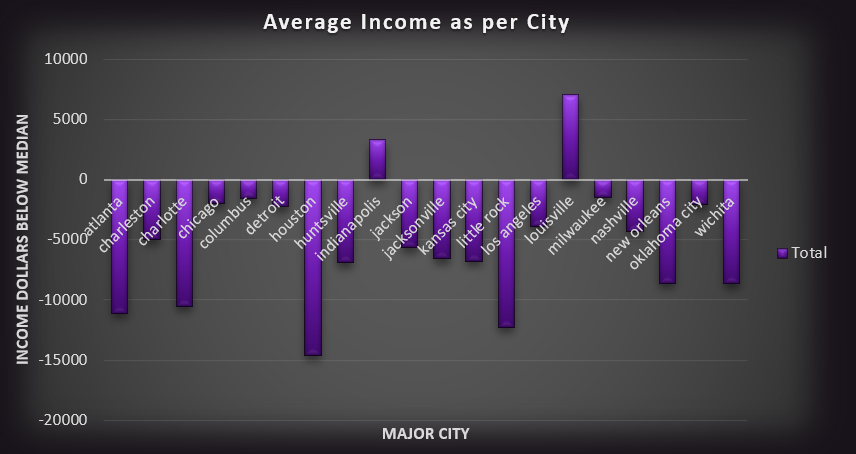 Average Income as per City
10000
5000
0
-5000
-10000
-15000
-20000
INCOME DOLLARS BELOW MEDIAN
atlanta
charleston
charlotte
chicago
columbus
detroit
houston
huntsville
indianapolis
jackson
jacksonville
kansas city
little rock
los angeles
louisville
milwaukee
nashville
new orleans
oklahoma city
wichita
Total
MAJOR CITY